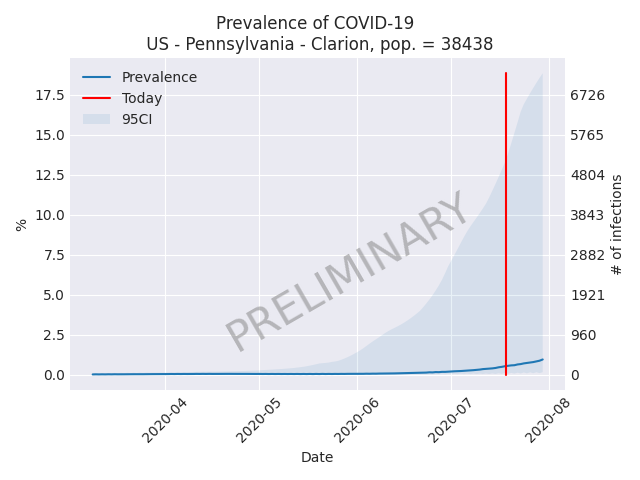 Prevalence of COVID-19
US - Pennsylvania - Clarion, pop. = 38438
Prevalence
Today
95CI
17.5
15.0
12.5
10.0
7.5
5.0
2.5
0.0
%
PRELIMINARY
6726
5765
4804
3843
2882
1921
960
0
# of infections
2020-04
2020-05
2020-06
2020-07
2020-08
Date